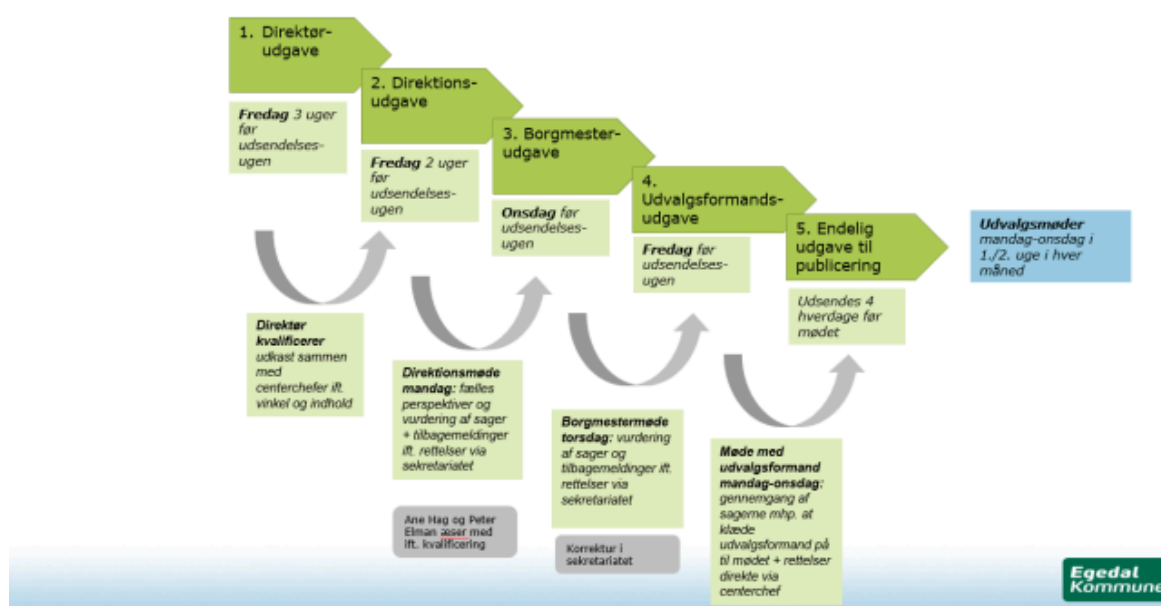 1. Direktør-
udgave
Fredag 3 uger
før
udsendelses-
ugen
2. Direktions-
udgave
Fredag 2 uger
før
udsendelses-
ugen
3. Borgmester-
udgave
Onsdag før
udsendelses-
ugen
4.
Udvalgsformands-
udgave
Fredag før
udsendelses-
ugen
5. Endelig
udgave til
publicering
Udsendes 4
hverdage før
mødet
Udvalgsmøder
mandag-onsdag i
1./2. uge i hver
måned
Direktør
kvalificerer
udkast sammen
med
centerchefer ift.
vinkel og indhold
Direktionsmøde
mandag: fælles
perspektiver og
vurdering af sager
+ tilbagemeldinger
ift. rettelser via
sekretariatet
Ane Hag og Peter
Elman æser med
ift. kvalificering
Borgmestermøde
torsdag: vurdering
af sager og
tilbagemeldinger ift.
rettelser via
sekretariatet
Korrektur i
sekretariatet
Møde med
udvalgsformand
mandag-onsdag:
gennemgang af
sagerne mhp. at
klæde
udvalgsformand på
til mødet + rettelser
direkte via
centerchef
Egedal
Kommune